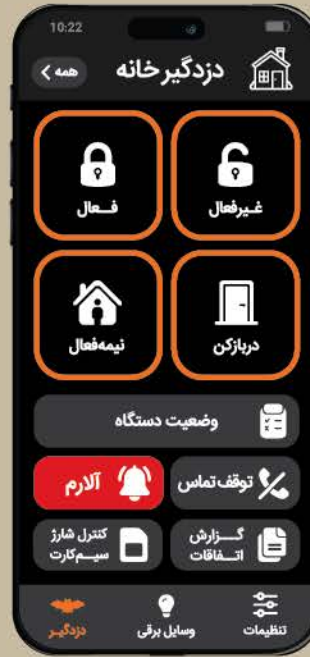 10:22
دزدگیر خانه
همه
غیرفعال
فعال
دربازکن
نیمه‌فعال
وضعیت دستگاه
توقف تماس
آلارم
گزارش
اتفاقات
کنترل شارژ
سیم‌کارت
تنظیمات
وسایل برقی
دزدگیر